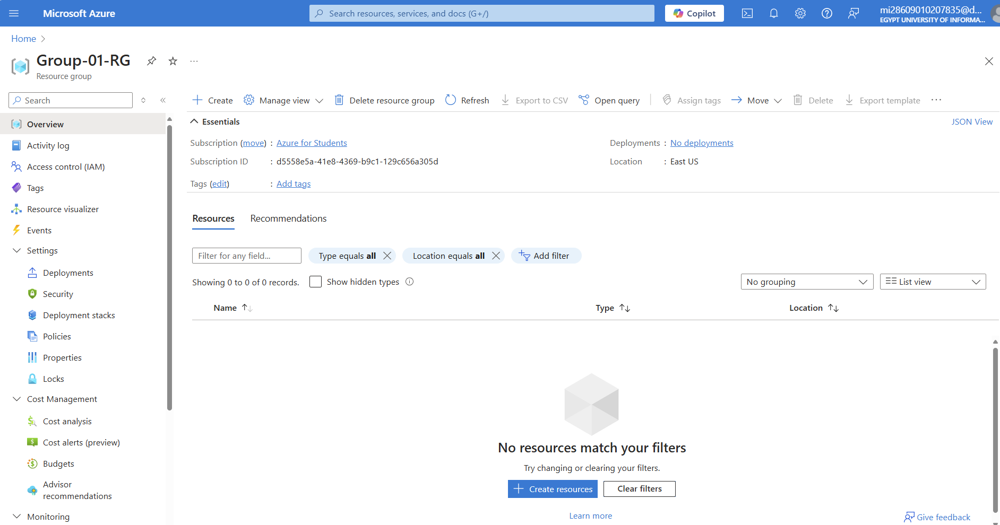 Microsoft Azure
Search resources, services, and docs (G+/)
Copilot
mi28609010207835@d...
EGYPT UNIVERSITY OF INFORMA...
Home
Group-01-RG
...
Resource group
Search
Create
Manage view
Delete resource group
Refresh
Export to CSV
Open query
Assign tags
Move
Delete
Export template
...
Overview
Activity log
Access control (IAM)
Tags
Resource visualizer
Events
Settings
Deployments
Security
Deployment stacks
Policies
Properties
Locks
Cost Management
Cost analysis
Cost alerts (preview)
Budgets
Advisor
recommendations
Monitoring
Essentials
JSON View
Subscription (move) : Azure for Students
Deployments : No deployments
Subscription ID : d5558e5a-41e8-4369-b9c1-129c656a305d
Location : East US
Tags (edit) : Add tags
Resources
Recommendations
Filter for any field...
Type equals all
Location equals all
Add filter
Showing 0 to 0 of 0 records.
Show hidden types
No grouping
List view
Name
Type
Location
No resources match your filters
Try changing or clearing your filters.
Create resources
Clear filters
Learn more
Give feedback